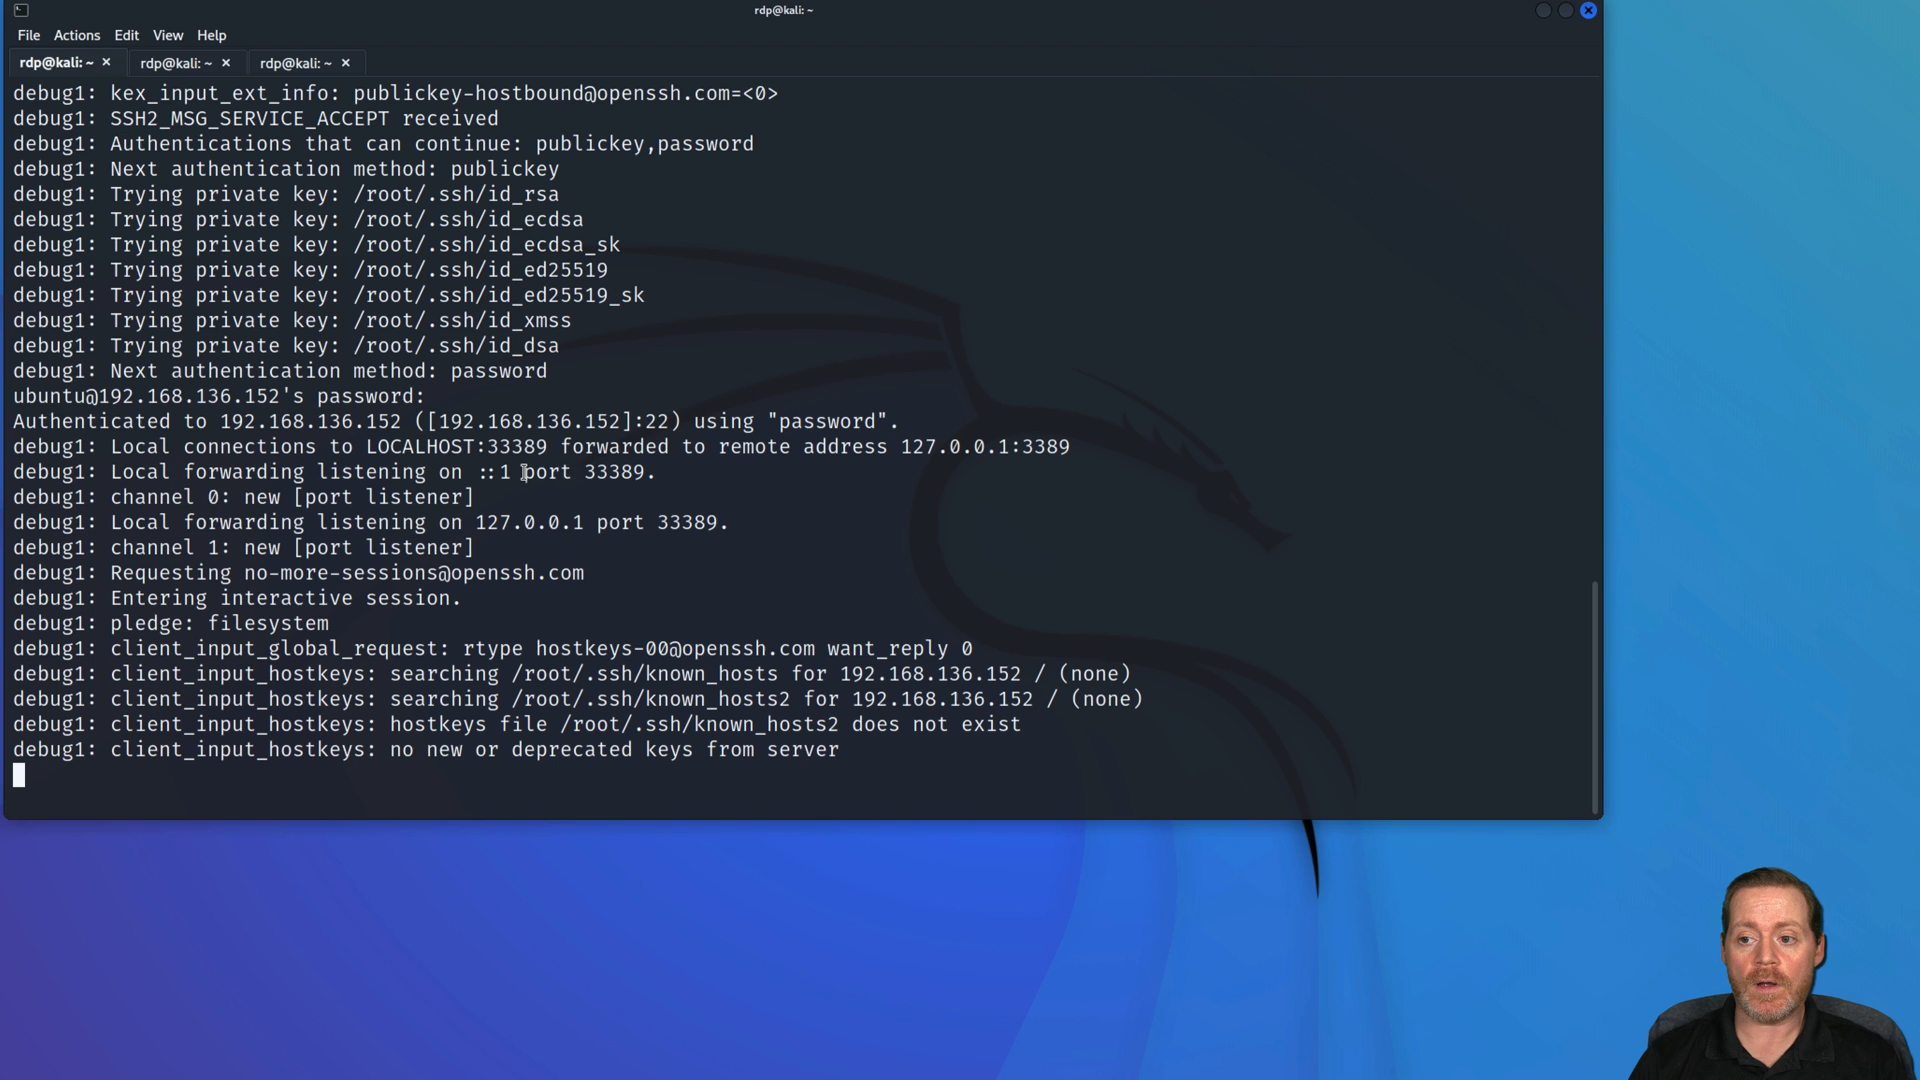 rdp@kali: ~
File Actions Edit View Help
rdp@kali: ~ × rdp@kali: ~ × rdp@kali: ~ ×
debug1: kex_input_ext_info: publickey-hostbound@openssh.com=<0>
debug1: SSH2_MSG_SERVICE_ACCEPT received
debug1: Authentications that can continue: publickey,password
debug1: Next authentication method: publickey
debug1: Trying private key: /root/.ssh/id_rsa
debug1: Trying private key: /root/.ssh/id_ecdsa
debug1: Trying private key: /root/.ssh/id_ecdsa_sk
debug1: Trying private key: /root/.ssh/id_ed25519
debug1: Trying private key: /root/.ssh/id_ed25519_sk
debug1: Trying private key: /root/.ssh/id_xmss
debug1: Trying private key: /root/.ssh/id_dsa
debug1: Next authentication method: password
ubuntu@192.168.136.152's password:
Authenticated to 192.168.136.152 ([192.168.136.152]:22) using "password".
debug1: Local connections to LOCALHOST:33389 forwarded to remote address 127.0.0.1:3389
debug1: Local forwarding listening on ::1 port 33389.
debug1: channel 0: new [port listener]
debug1: Local forwarding listening on 127.0.0.1 port 33389.
debug1: channel 1: new [port listener]
debug1: Requesting no-more-sessions@openssh.com
debug1: Entering interactive session.
debug1: pledge: filesystem
debug1: client_input_global_request: rtype hostkeys-00@openssh.com want_reply 0
debug1: client_input_hostkeys: searching /root/.ssh/known_hosts for 192.168.136.152 / (none)
debug1: client_input_hostkeys: searching /root/.ssh/known_hosts2 for 192.168.136.152 / (none)
debug1: client_input_hostkeys: hostkeys file /root/.ssh/known_hosts2 does not exist
debug1: client_input_hostkeys: no new or deprecated keys from server